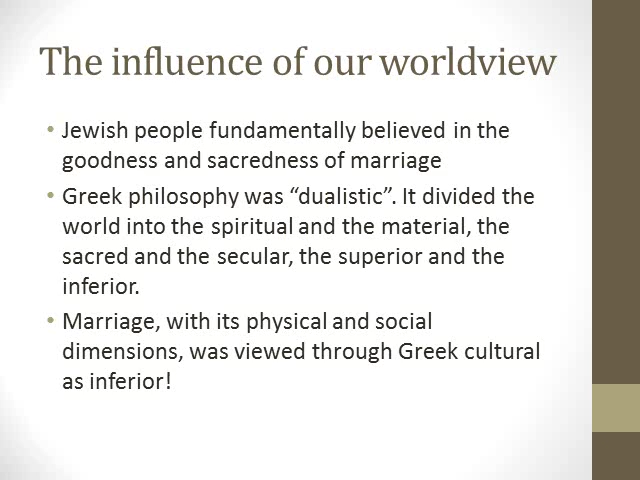 The influence of our worldview
• Jewish people fundamentally believed in the
goodness and sacredness of marriage
• Greek philosophy was “dualistic”. It divided the
world into the spiritual and the material, the
sacred and the secular, the superior and the
inferior.
• Marriage, with its physical and social
dimensions, was viewed through Greek cultural
as inferior!